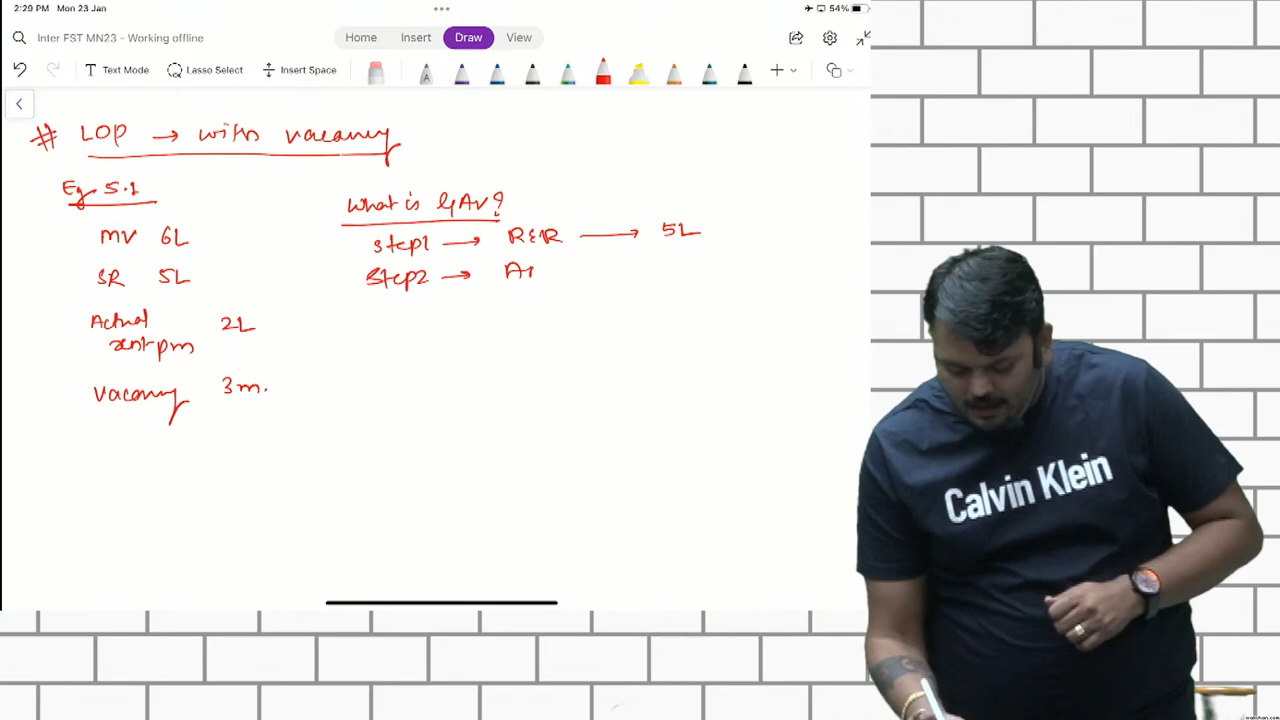 2:29 PM Mon 23 Jan
54%
Inter FST MN23 - Working offline
Home Insert Draw View
Text Mode Lasso Select Insert Space
# LOP → with vacancy
Eg. 5.1
MV 6L
SR 5L
Actual rent pm 2L
Vacancy 3m.
What is GAV?
Step1 → RER → 5L
Step2 → Ar
Calvin Klein